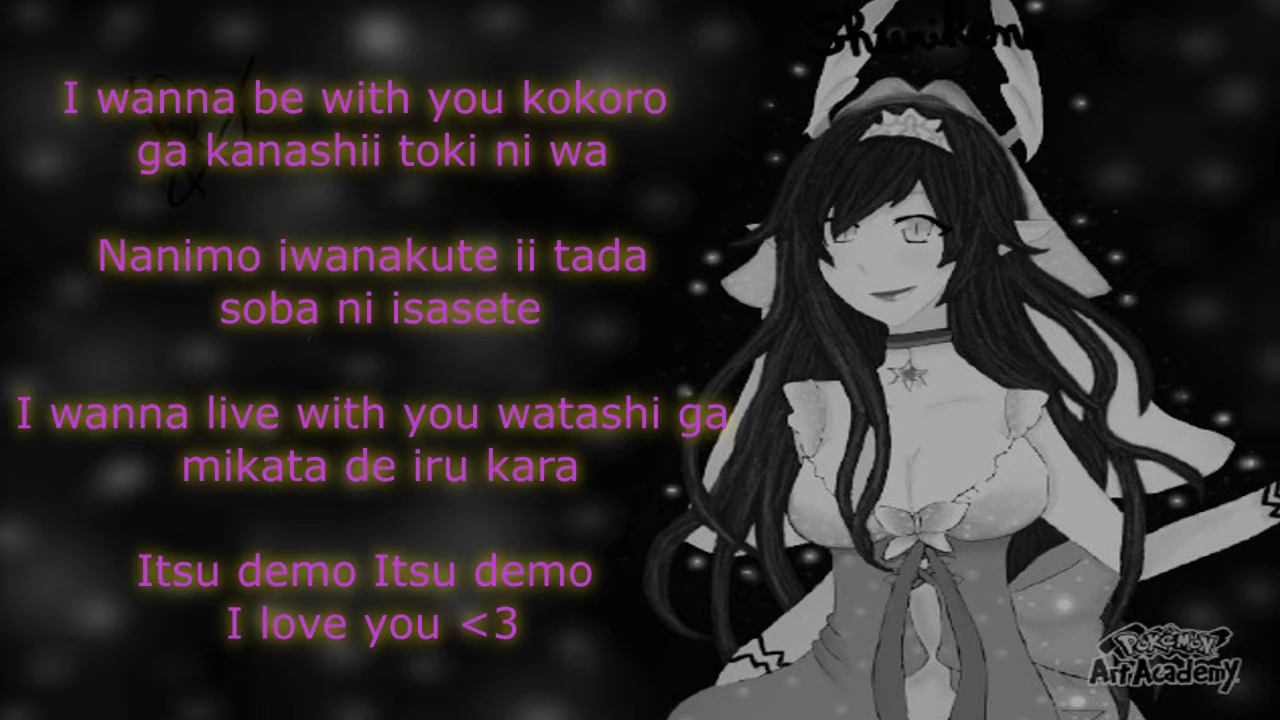 I wanna be with you kokoro
ga kanashii toki ni wa
Nanimo iwanakute ii tada
soba ni isasete
I wanna live with you watashi ga
mikata de iru kara
Itsu demo Itsu demo
I love you <3
POKéMON
Art Academy